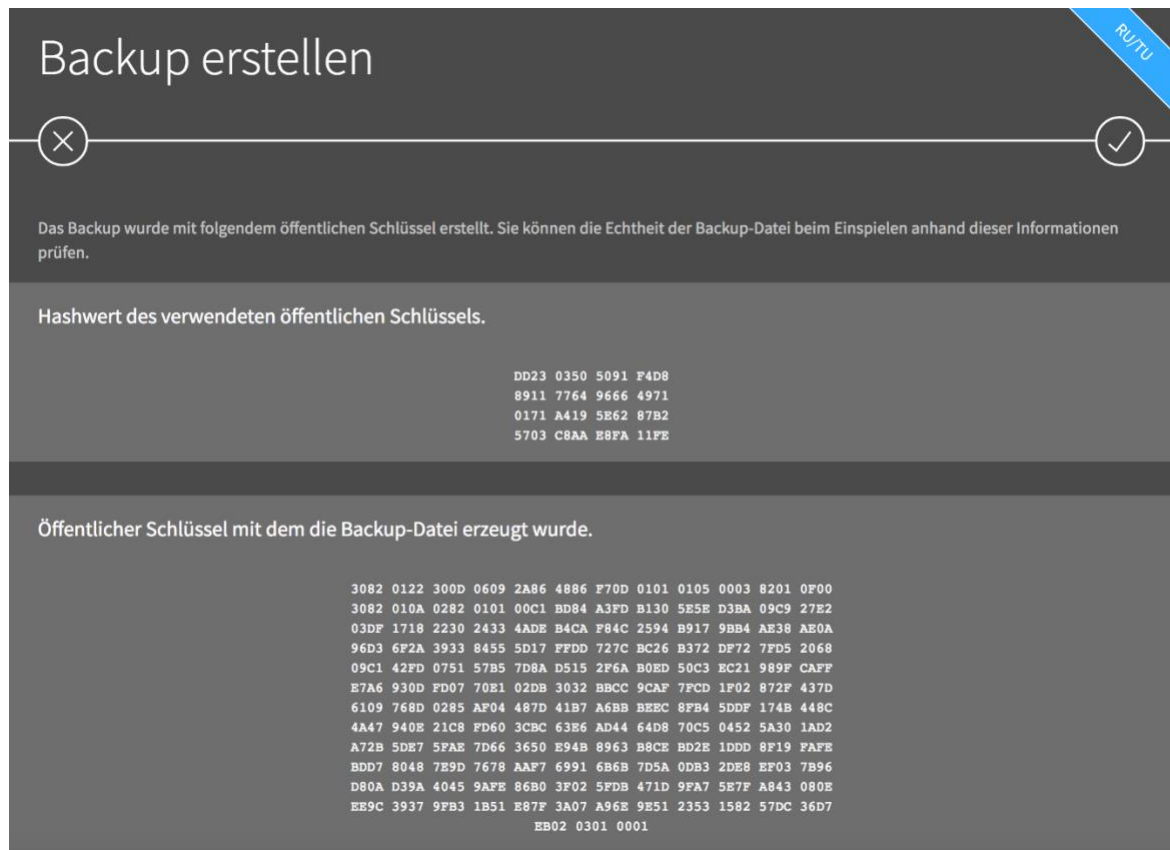 Backup erstellen
RU/TU
Das Backup wurde mit folgendem öffentlichen Schlüssel erstellt. Sie können die Echtheit der Backup-Datei beim Einspielen anhand dieser Informationen
prüfen.
Hashwert des verwendeten öffentlichen Schlüssels.
DD23 0350 5091 F4D8
8911 7764 9666 4971
0171 A419 5E62 87B2
5703 C8AA E8FA 11FE
Öffentlicher Schlüssel mit dem die Backup-Datei erzeugt wurde.
3082 0122 300D 0609 2A86 4886 F70D 0101 0105 0003 8201 0F00
3082 010A 0282 0101 00C1 BD84 A3FD B130 5E5E D3BA 09C9 27E2
03DF 1718 2230 2433 4ADE B4CA F84C 2594 B917 9BB4 AE38 AE0A
96D3 6F2A 3933 8455 5D17 FFDD 727C BC26 B372 DF72 7FD5 2068
09C1 42FD 0751 57B5 7D8A D515 2F6A B0ED 50C3 EC21 989F CAFF
E7A6 930D FD07 70E1 02DB 3032 BBCC 9CAF 7FCD 1F02 872F 437D
6109 768D 0285 AF04 487D 41B7 A6BB BEEC 8FB4 5DDF 174B 448C
4A47 940E 21C8 FD60 3CBC 63E6 AD44 64D8 70C5 0452 5A30 1AD2
A72B 5DE7 5FAE 7D66 3650 E94B 8963 B8CE BD2E 1DDD 8F19 FAFE
BDD7 8048 7E9D 7678 AAF7 6991 6B6B 7D5A 0DB3 2DE8 EF03 7B96
D80A D39A 4045 9AFE 86B0 3F02 5FDB 471D 9FA7 5E7F A843 080E
EE9C 3937 9FB3 1B51 E87F 3A07 A96E 9E51 2353 1582 57DC 36D7
EB02 0301 0001